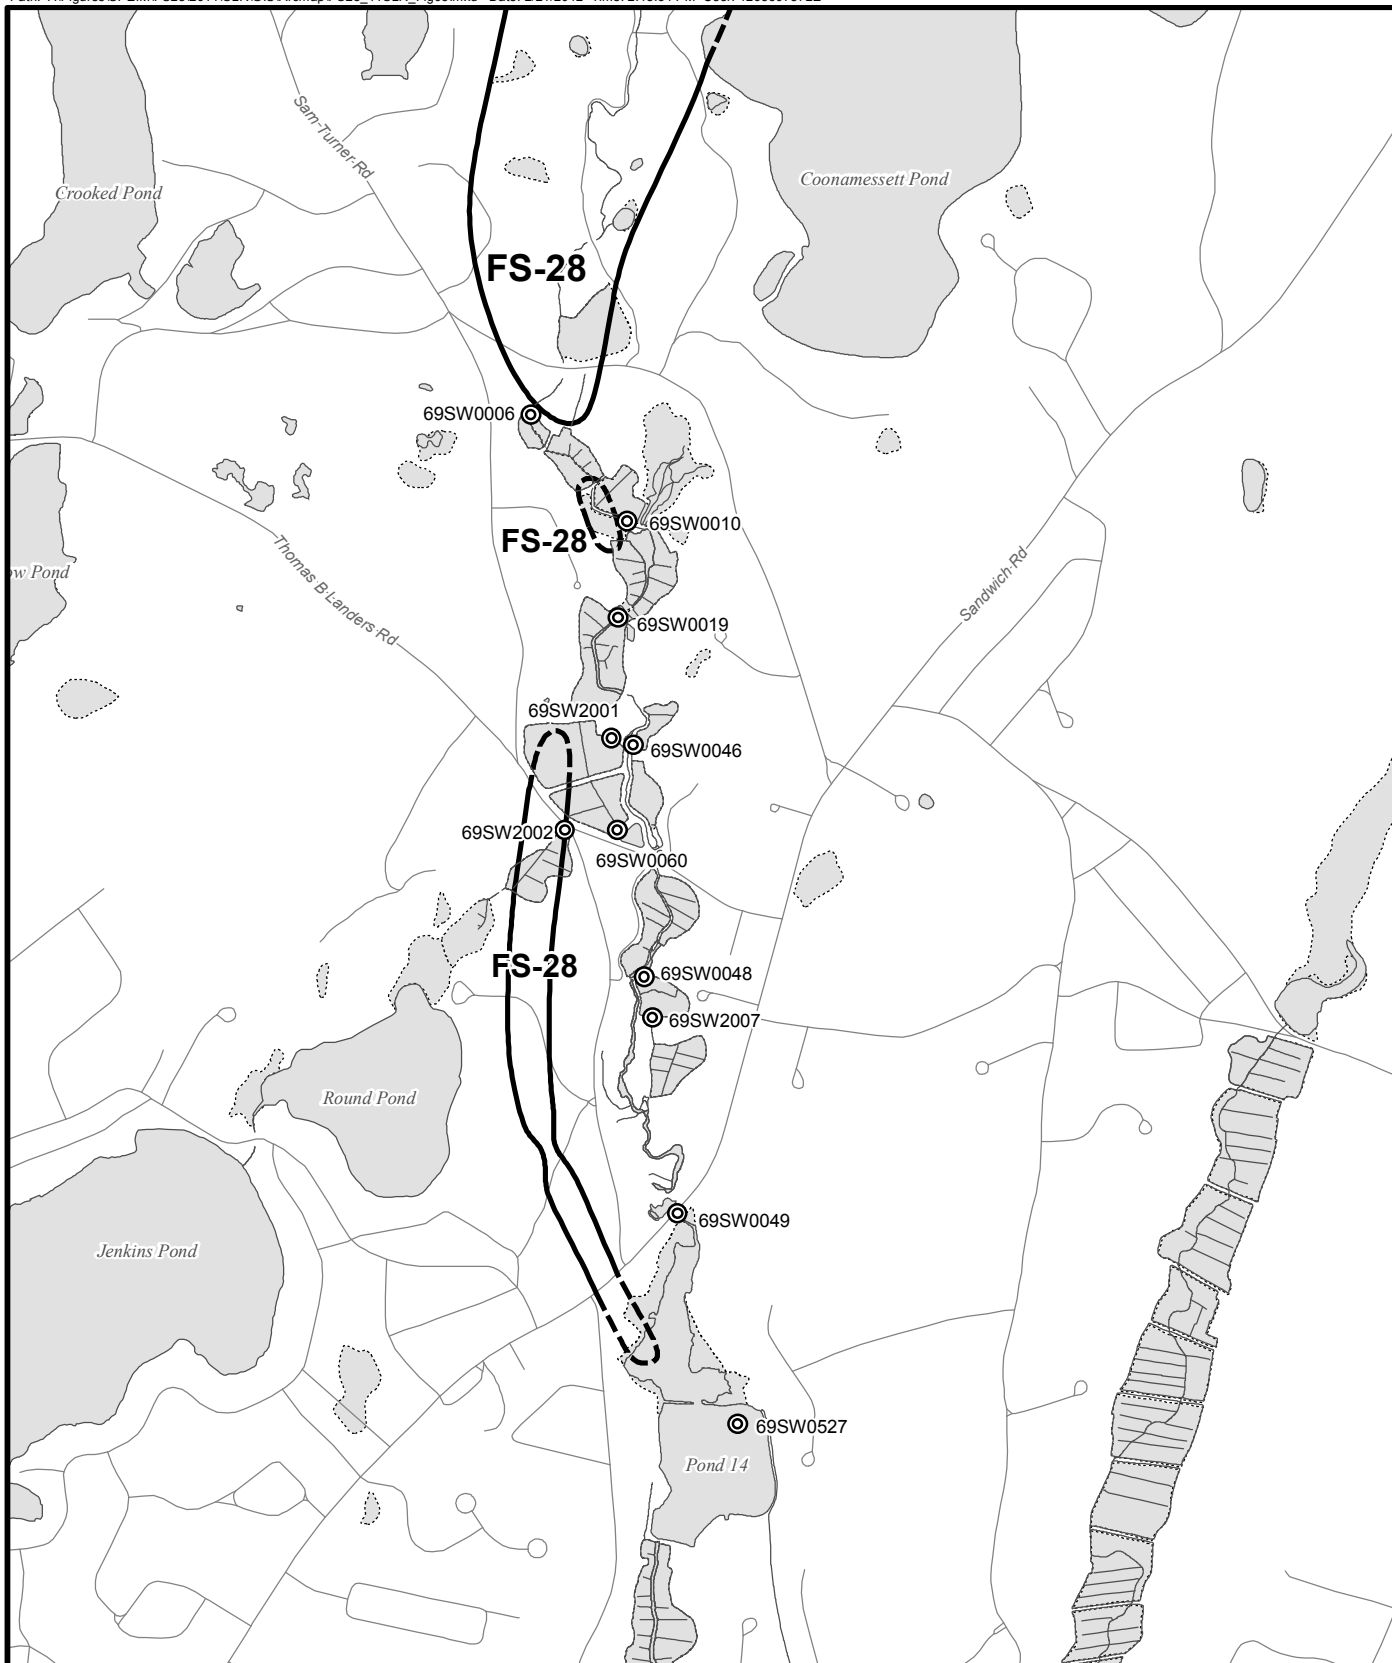 Sam Turner Rd
Crooked Pond
Coonamessett Pond
FS-28
69SW0006
69SW0010
FS-28
Thomas B Landers Rd
Pond
Sandwich Rd
69SW0019
69SW2001
69SW0046
69SW2002
69SW0060
FS-28
69SW0048
69SW2007
Round Pond
69SW0049
Jenkins Pond
69SW0527
Pond 14